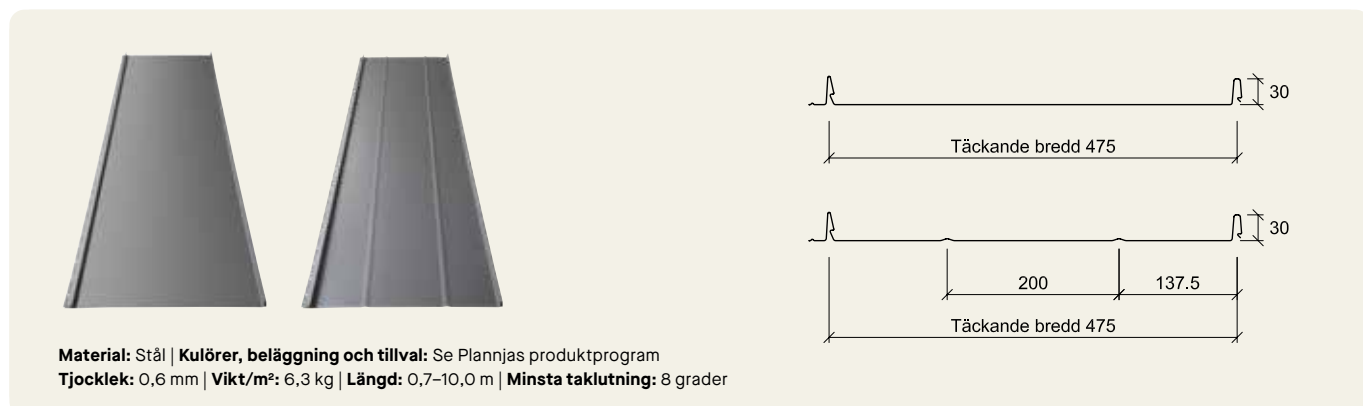 30
Täckande bredd 475
30
200
137.5
Täckande bredd 475
Material: Stål | Kulörer, beläggning och tillval: Se Plannjas produktprogram
Tjocklek: 0,6 mm | Vikt/m²: 6,3 kg | Längd: 0,7–10,0 m | Minsta taklutning: 8 grader